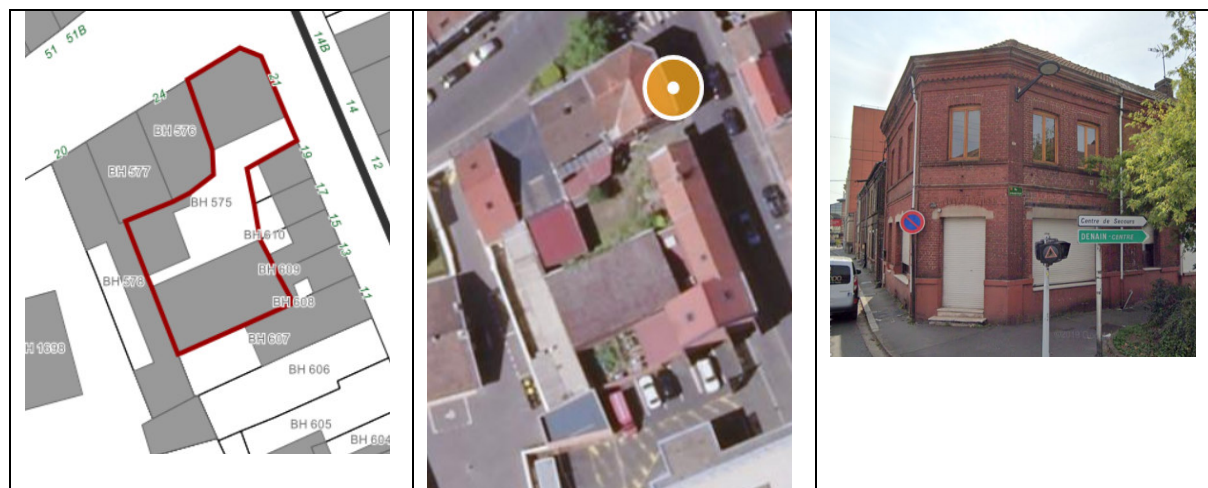 51 51B
14B
21
24
14
BH 576
20
19
12
BH 577
17
BH 575
15
BH 610
13
BH 609
BH 578
11
BH 608
BH 607
H 1698
BH 606
BH 605
BH 604
Centre de Secours
DENAIN-CENTRE